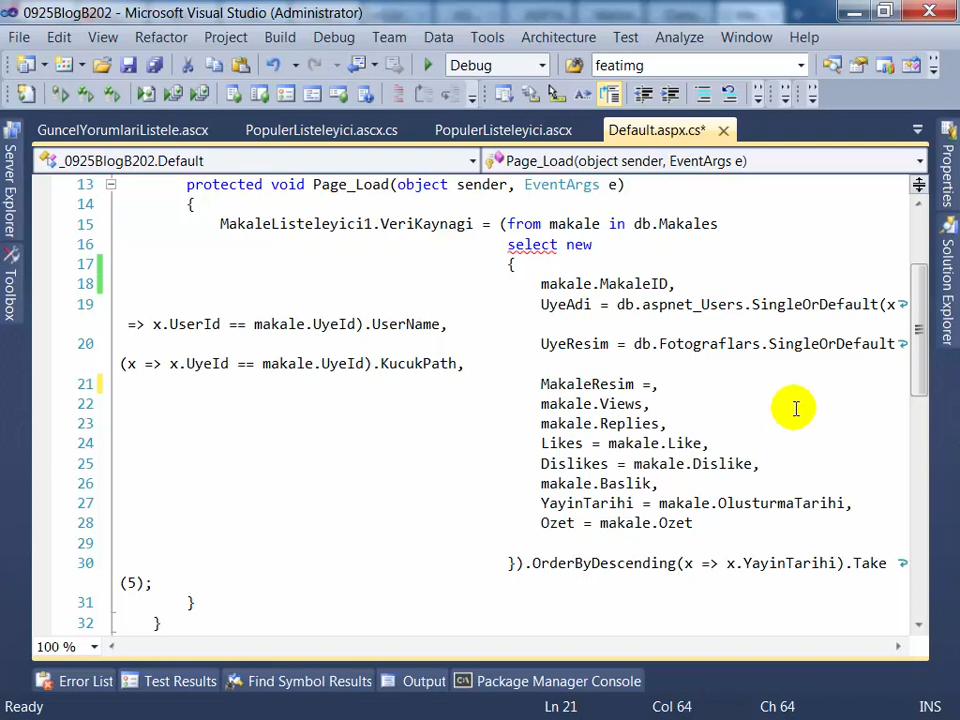 0925BlogB202 - Microsoft Visual Studio (Administrator)
File Edit View Refactor Project Build Debug Team Data Tools Architecture Test Analyze Window Help
Debug featimg
GuncelYorumlariListele.ascx PopulerListeleyici.ascx.cs PopulerListeleyici.ascx Default.aspx.cs*
_0925BlogB202.Default Page_Load(object sender, EventArgs e)
Server Explorer
Toolbox
Properties
Solution Explorer
13 protected void Page_Load(object sender, EventArgs e)
14 {
15 MakaleListeleyici1.VeriKaynagi = (from makale in db.Makales
16 select new
17 {
18 makale.MakaleID,
19 UyeAdi = db.aspnet_Users.SingleOrDefault(x
=> x.UserId == makale.UyeId).UserName,
20 UyeResim = db.Fotograflars.SingleOrDefault
(x => x.UyeId == makale.UyeId).KucukPath,
21 MakaleResim =,
22 makale.Views,
23 makale.Replies,
24 Likes = makale.Like,
25 Dislikes = makale.Dislike,
26 makale.Baslik,
27 YayinTarihi = makale.OlusturmaTarihi,
28 Ozet = makale.Ozet
29
30 }).OrderByDescending(x => x.YayinTarihi).Take
(5);
31 }
32 }
100 %
Error List Test Results Find Symbol Results Output Package Manager Console
Ready Ln 21 Col 64 Ch 64 INS